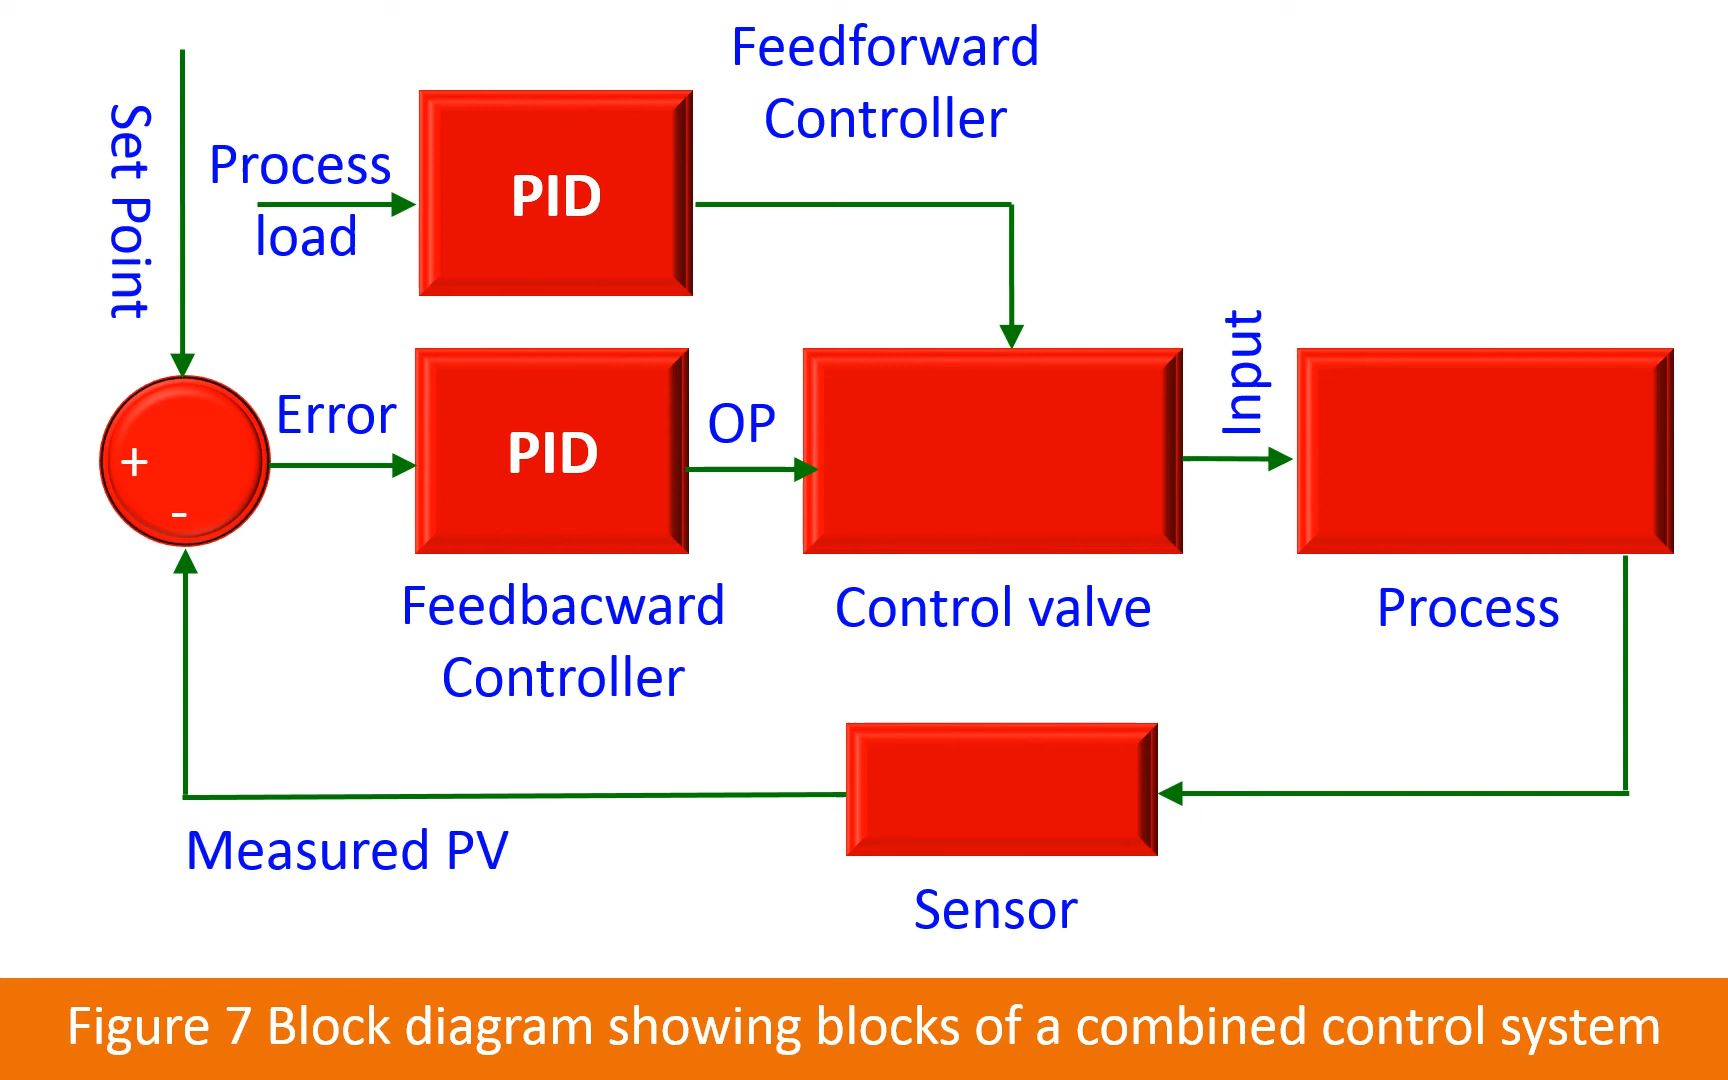 Feedforward
Controller
Set Point
Process
load
PID
Error
PID
OP
Input
+
-
Feedbacward
Controller
Control valve
Process
Measured PV
Sensor
Figure 7 Block diagram showing blocks of a combined control system